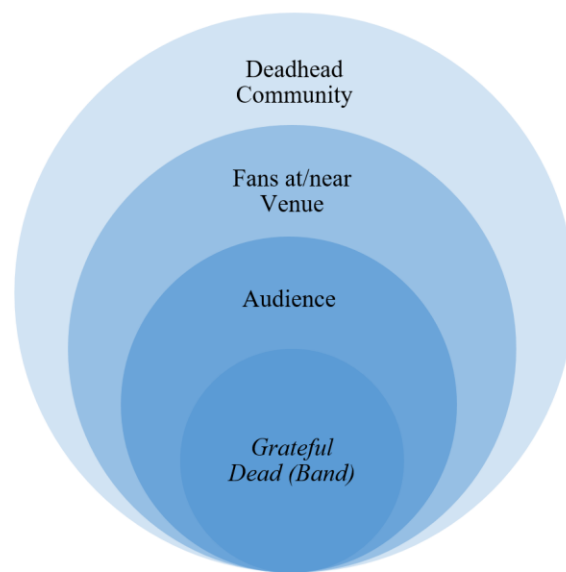 Deadhead
Community
Fans at/near
Venue
Audience
Grateful
Dead (Band)